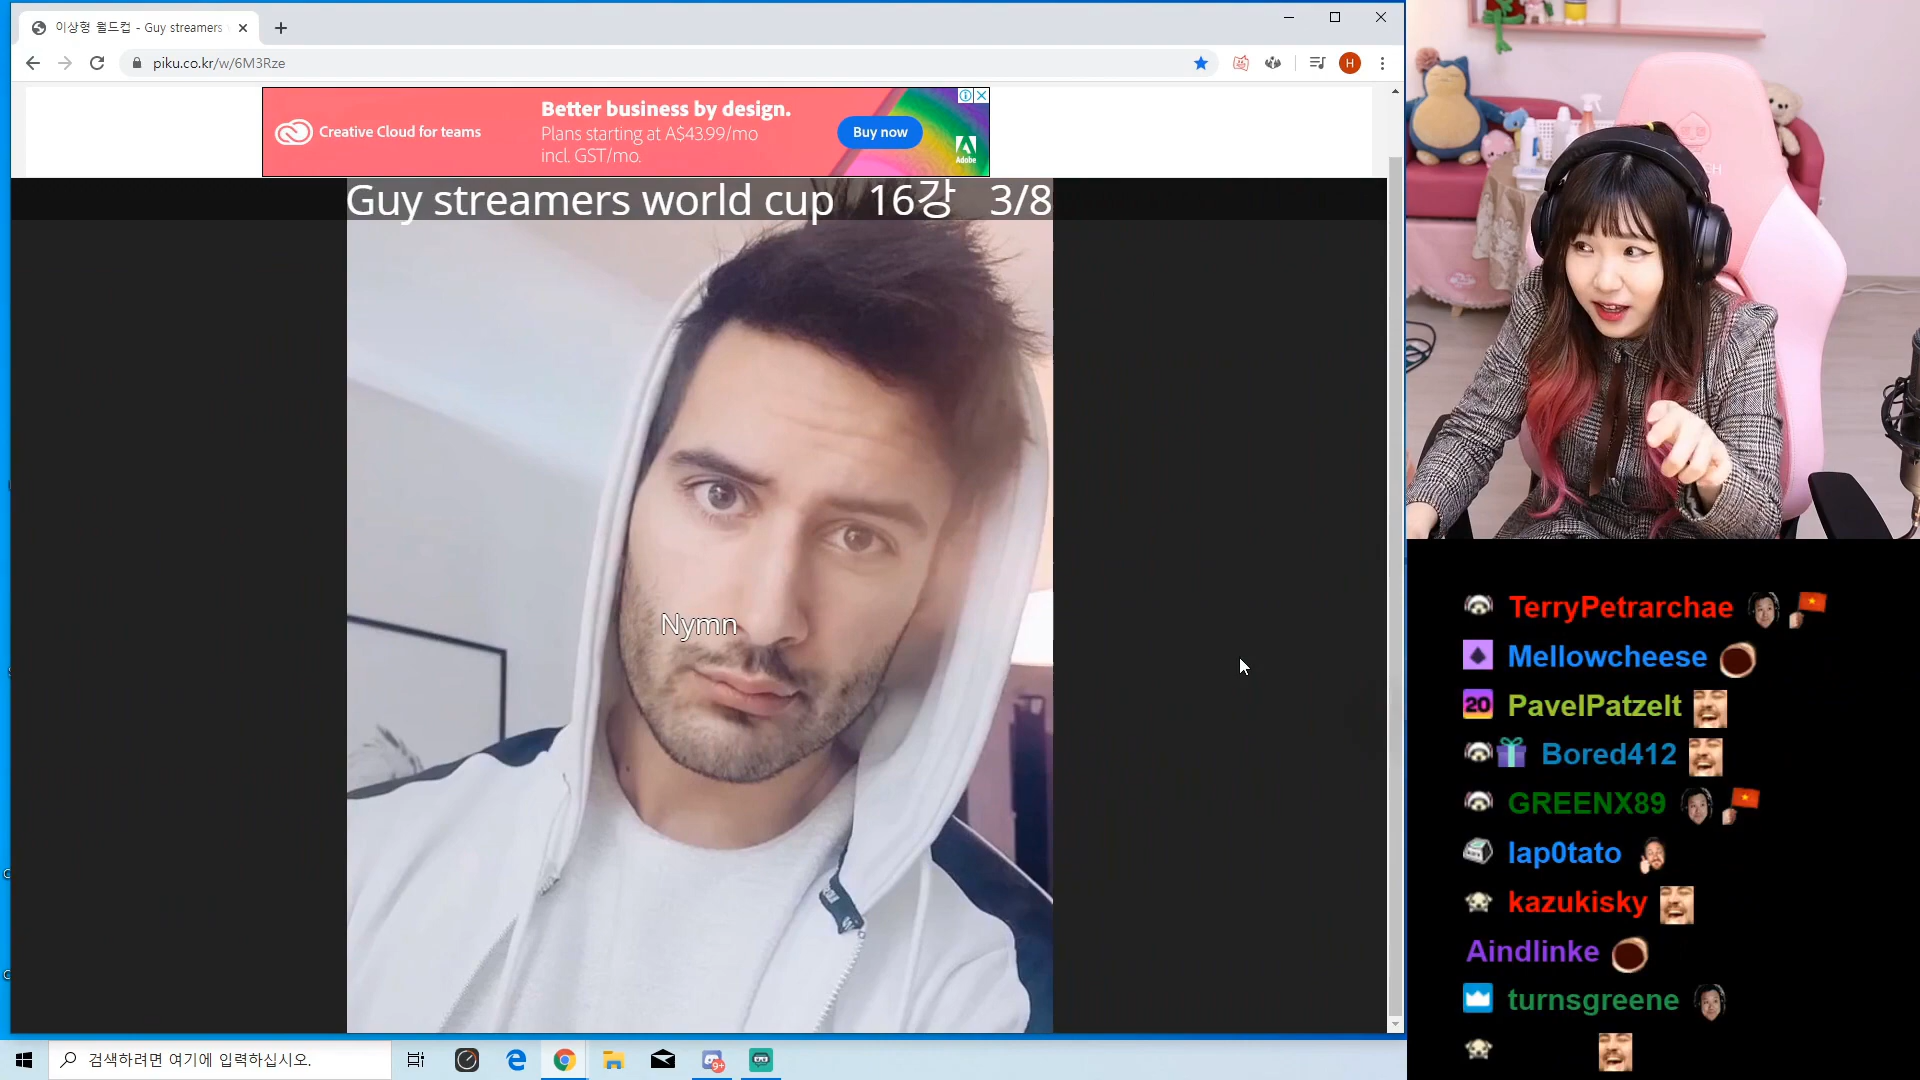 이상형 월드컵 - Guy streamers
piku.co.kr/w/6M3Rze
H
Creative Cloud for teams
Better business by design.
Plans starting at A$43.99/mo
incl. GST/mo.
Buy now
Adobe
Guy streamers world cup 16강 3/8
Nymn
TerryPetrarchae
Mellowcheese
20 PavelPatzelt
Bored412
GREENX89
lap0tato
kazukisky
Aindlinke
turnsgreene
검색하려면 여기에 입력하십시오.
9+